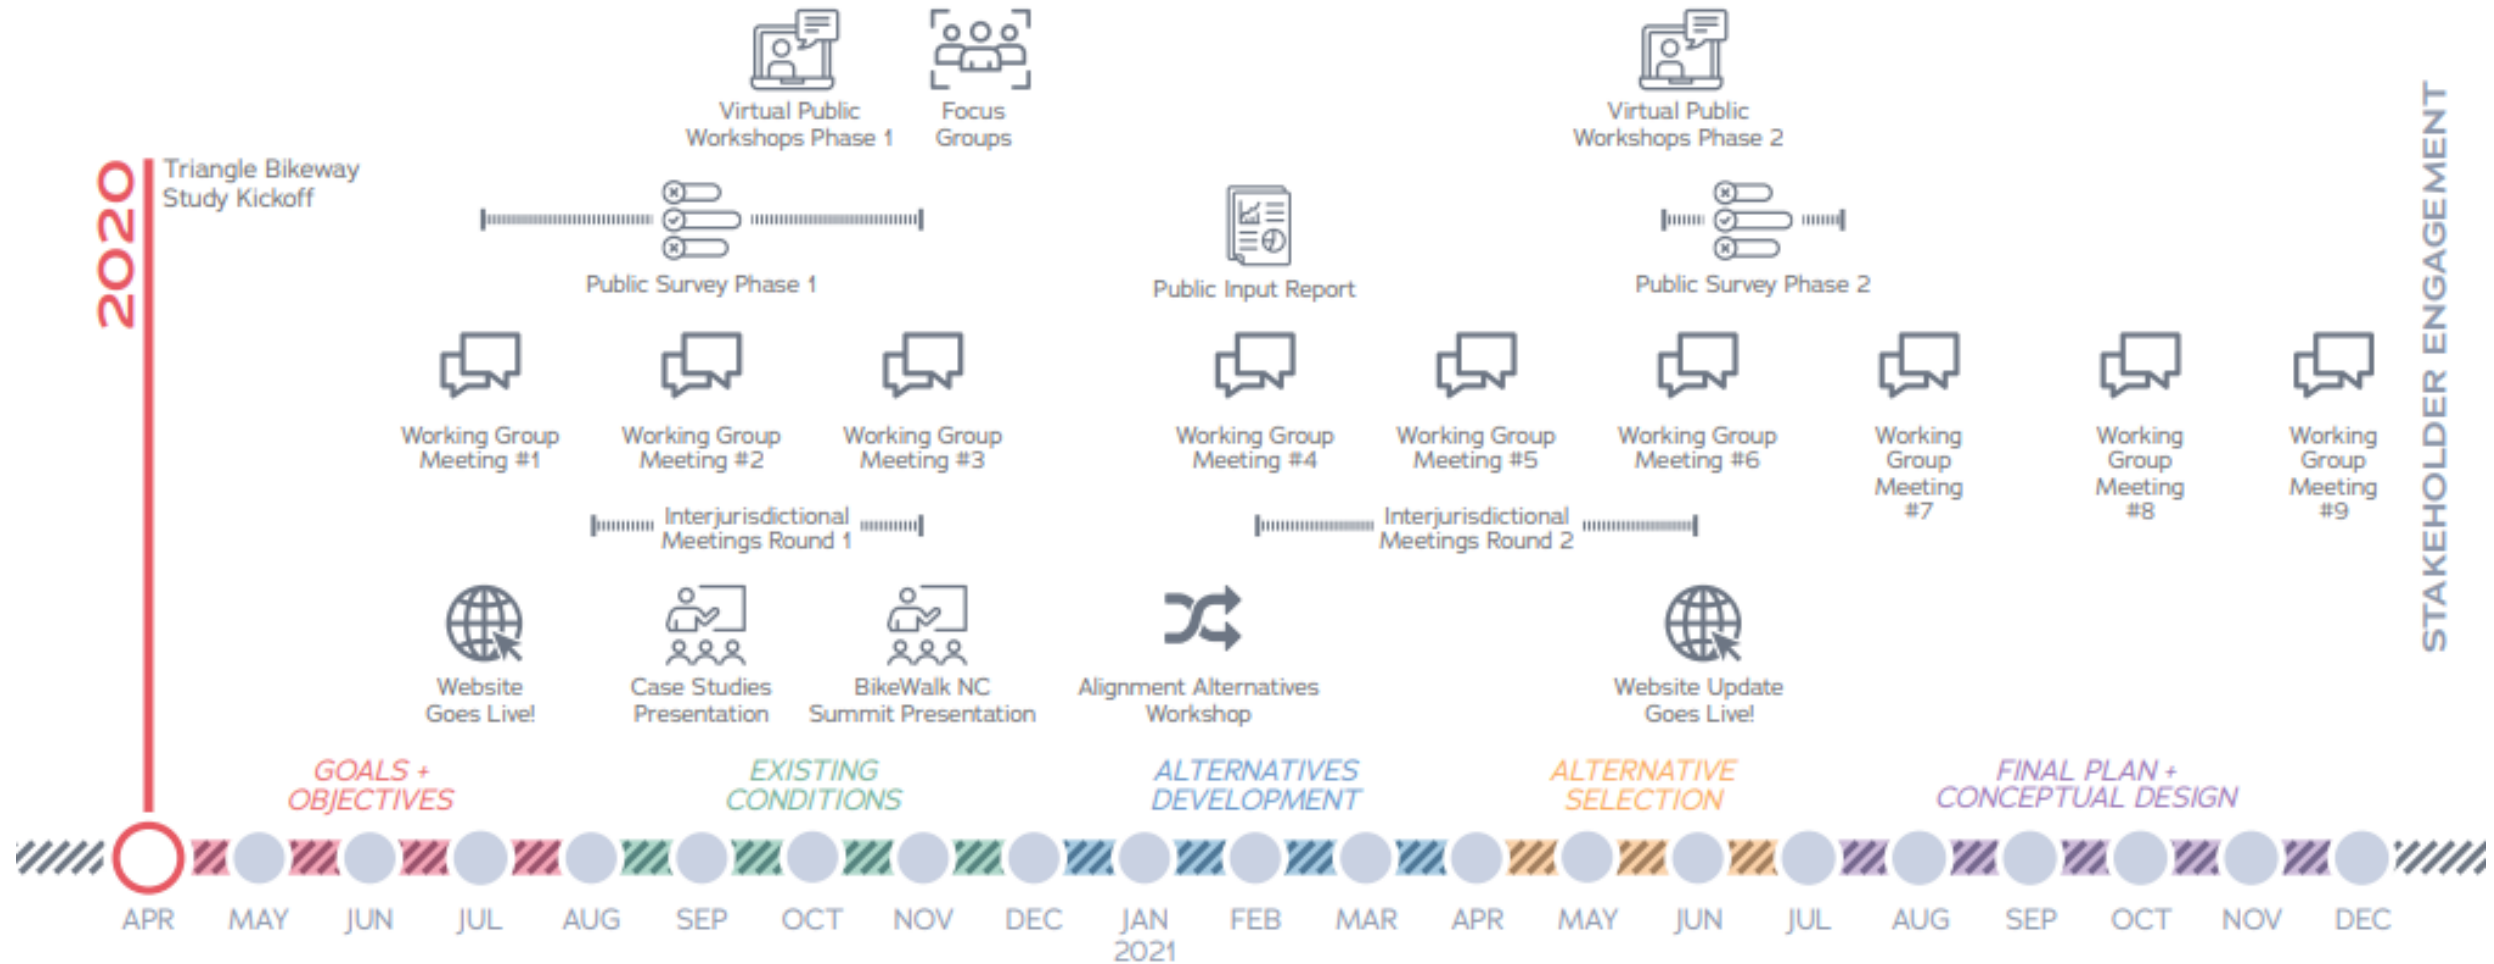 Virtual Public
Workshops Phase 1
Focus
Groups
Virtual Public
Workshops Phase 2
2020
Triangle Bikeway
Study Kickoff
Public Survey Phase 1
Public Input Report
Public Survey Phase 2
Working Group
Meeting #1
Working Group
Meeting #2
Working Group
Meeting #3
Working Group
Meeting #4
Working Group
Meeting #5
Working Group
Meeting #6
Working
Group
Meeting
#7
Working
Group
Meeting
#8
Working
Group
Meeting
#9
Interjurisdictional
Meetings Round 1
Interjurisdictional
Meetings Round 2
Website
Goes Live!
Case Studies
Presentation
BikeWalk NC
Summit Presentation
Alignment Alternatives
Workshop
Website Update
Goes Live!
STAKEHOLDER ENGAGEMENT
GOALS +
OBJECTIVES
EXISTING
CONDITIONS
ALTERNATIVES
DEVELOPMENT
ALTERNATIVE
SELECTION
FINAL PLAN +
CONCEPTUAL DESIGN
APR MAY JUN JUL AUG SEP OCT NOV DEC JAN FEB MAR APR MAY JUN JUL AUG SEP OCT NOV DEC
2021